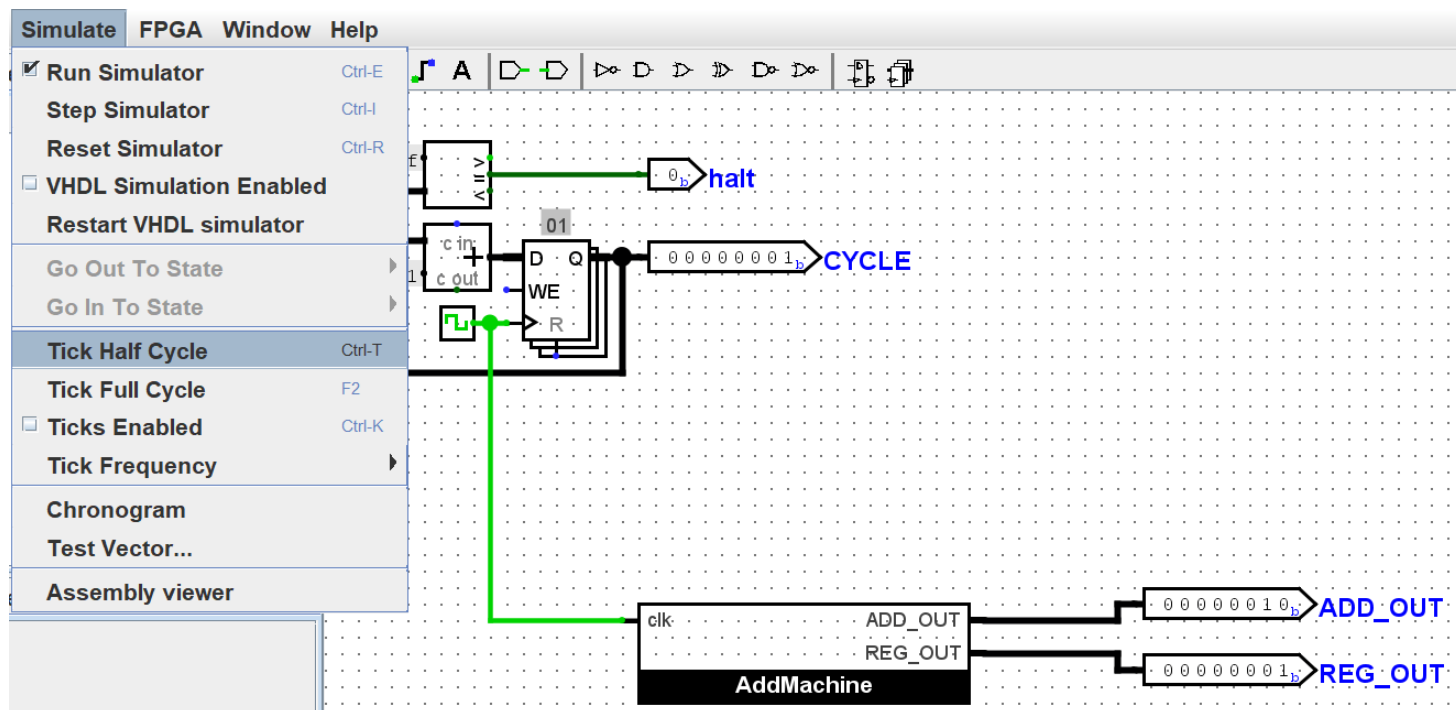 Simulate FPGA Window Help
Run Simulator Ctrl-E
A
Step Simulator Ctrl-I
Reset Simulator Ctrl-R
VHDL Simulation Enabled
Restart VHDL simulator
Go Out To State
Go In To State
Tick Half Cycle Ctrl-T
Tick Full Cycle F2
Ticks Enabled Ctrl-K
Tick Frequency
Chronogram
Test Vector...
Assembly viewer
f
>
=
<
0b halt
01
c in
+
c out
1
D Q
WE
R
00000001b CYCLE
clk ADD_OUT
REG_OUT
AddMachine
00000010b ADD_OUT
00000001b REG_OUT